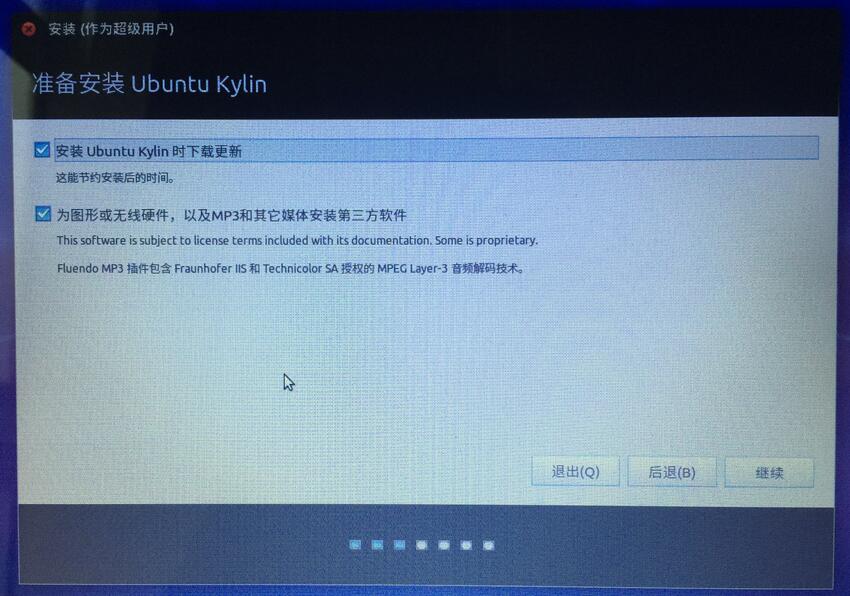 安装 (作为超级用户)
准备安装 Ubuntu Kylin
安装 Ubuntu Kylin 时下载更新
这能节约安装后的时间。
为图形或无线硬件，以及MP3和其它媒体安装第三方软件
This software is subject to license terms included with its documentation. Some is proprietary.
Fluendo MP3 插件包含 Fraunhofer IIS 和 Technicolor SA 授权的 MPEG Layer-3 音频解码技术。
退出(Q) 后退(B) 继续